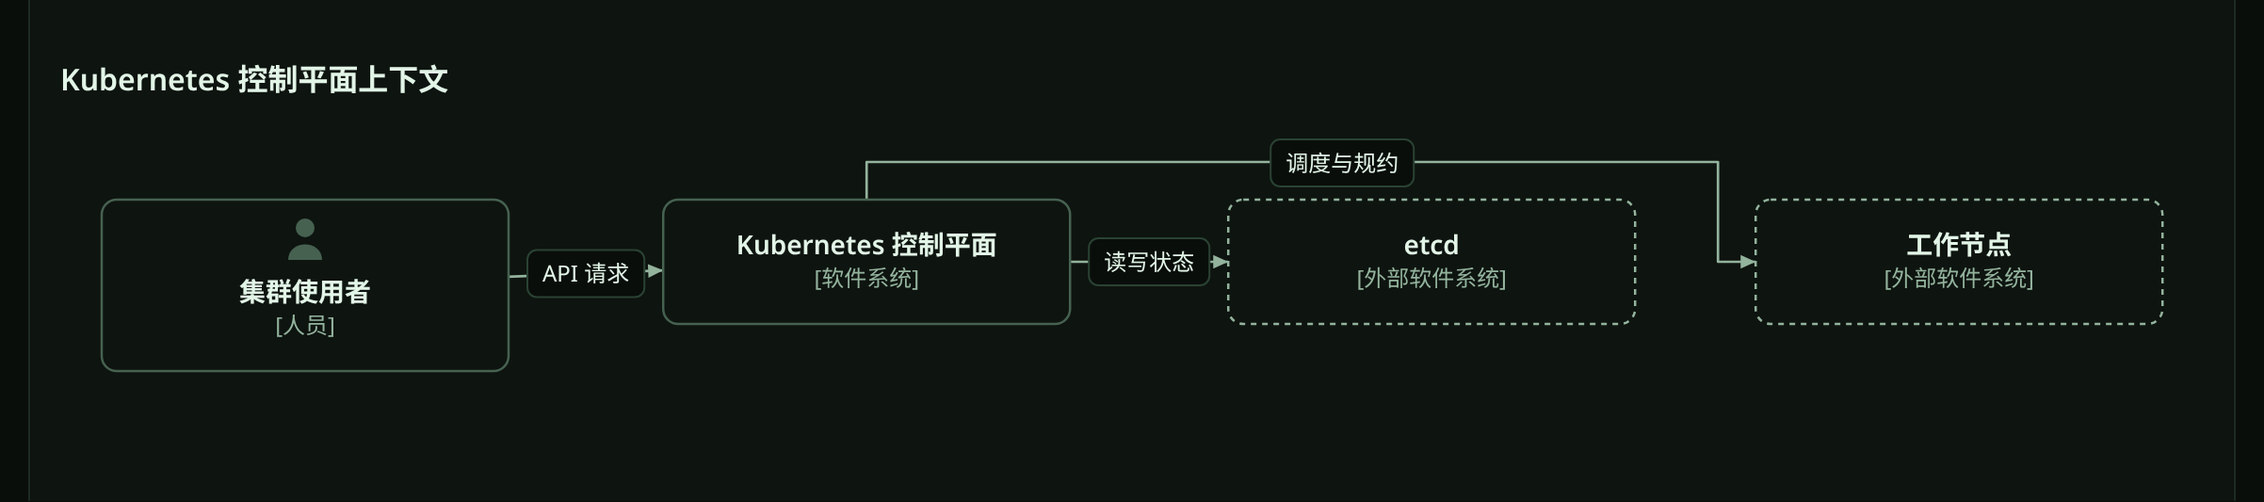 Kubernetes 控制平面上下文
调度与规约
集群使用者
[人员]
API 请求
Kubernetes 控制平面
[软件系统]
读写状态
etcd
[外部软件系统]
工作节点
[外部软件系统]